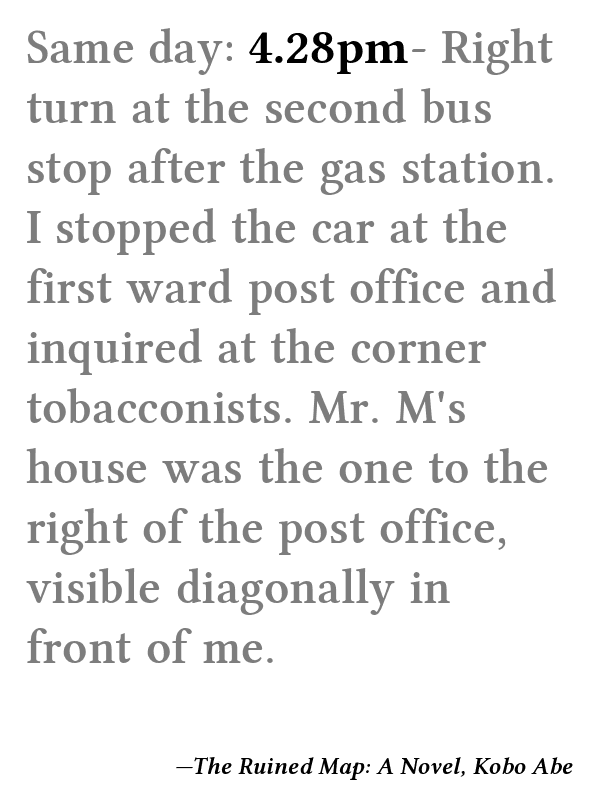 Same day: 4.28pm- Right
turn at the second bus
stop after the gas station.
I stopped the car at the
first ward post office and
inquired at the corner
tobacconists. Mr. M's
house was the one to the
right of the post office,
visible diagonally in
front of me.
—The Ruined Map: A Novel, Kobo Abe